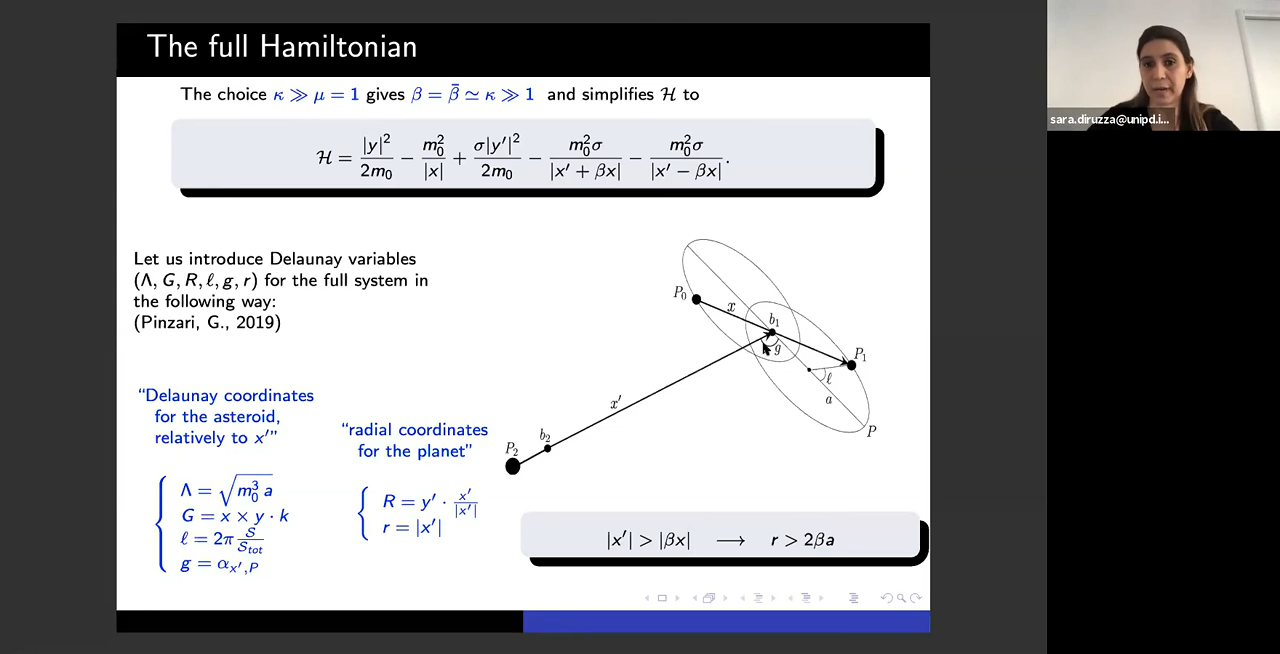 The full Hamiltonian
sara.diruzza@unipd.i...
The choice κ ≫ μ = 1 gives β = β̄ ≃ κ ≫ 1 and simplifies ℋ to
ℋ = |y|²/2m₀ − m₀²/|x| + σ|y′|²/2m₀ − m₀²σ/|x′ + βx| − m₀²σ/|x′ − βx|.
Let us introduce Delaunay variables
(Λ, G, R, ℓ, g, r) for the full system in
the following way:
(Pinzari, G., 2019)
P₀
x
b₁
g
P₁
ℓ
a
P
x′
b₂
P₂
“Delaunay coordinates
for the asteroid,
relatively to x′”
Λ = √(m₀³ a)
G = x × y · k
ℓ = 2π 𝒮/𝒮ₜₒₜ
g = α_{x′,P}
“radial coordinates
for the planet”
R = y′ · x′/|x′|
r = |x′|
|x′| > |βx| ⟶ r > 2βa